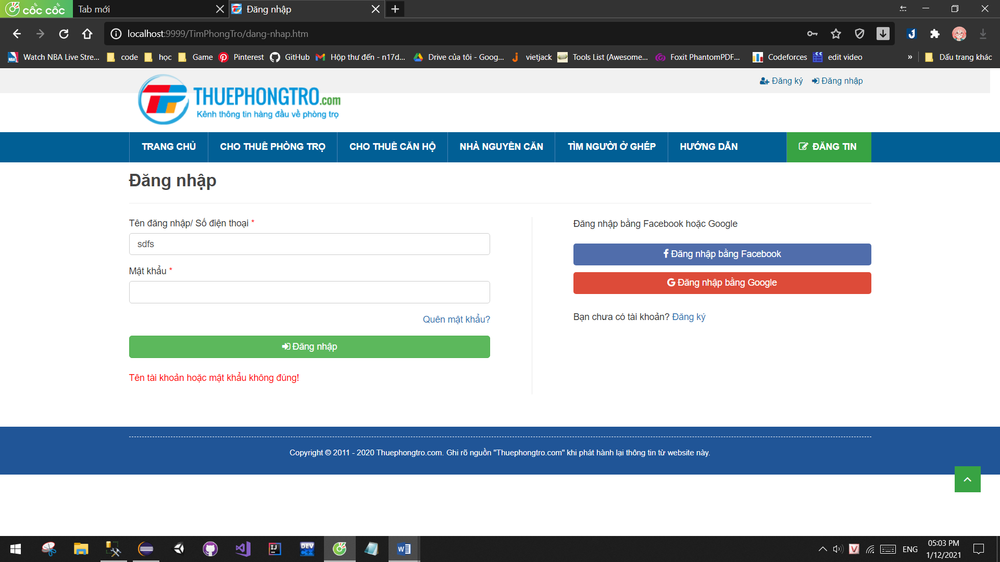 cốc cốc
Tab mới
Đăng nhập
localhost:9999/TimPhongTro/dang-nhap.htm
Watch NBA Live Stre...
code
học
Game
Pinterest
GitHub
Hộp thư đến - n17d...
Drive của tôi - Goog...
vietjack
Tools List (Awesome...
Foxit PhantomPDF...
Codeforces
edit video
»
Dấu trang khác
THUEPHONGTRO.com
Kênh thông tin hàng đầu về phòng trọ
Đăng ký
Đăng nhập
TRANG CHỦ
CHO THUÊ PHÒNG TRỌ
CHO THUÊ CĂN HỘ
NHÀ NGUYÊN CĂN
TÌM NGƯỜI Ở GHÉP
HƯỚNG DẪN
ĐĂNG TIN
Đăng nhập
Tên đăng nhập/ Số điện thoại *
sdfs
Mật khẩu *
Quên mật khẩu?
Đăng nhập
Tên tài khoản hoặc mật khẩu không đúng!
Đăng nhập bằng Facebook hoặc Google
Đăng nhập bằng Facebook
Đăng nhập bằng Google
Bạn chưa có tài khoản? Đăng ký
Copyright © 2011 - 2020 Thuephongtro.com. Ghi rõ nguồn "Thuephongtro.com" khi phát hành lại thông tin từ website này.
ENG
05:03 PM
1/12/2021